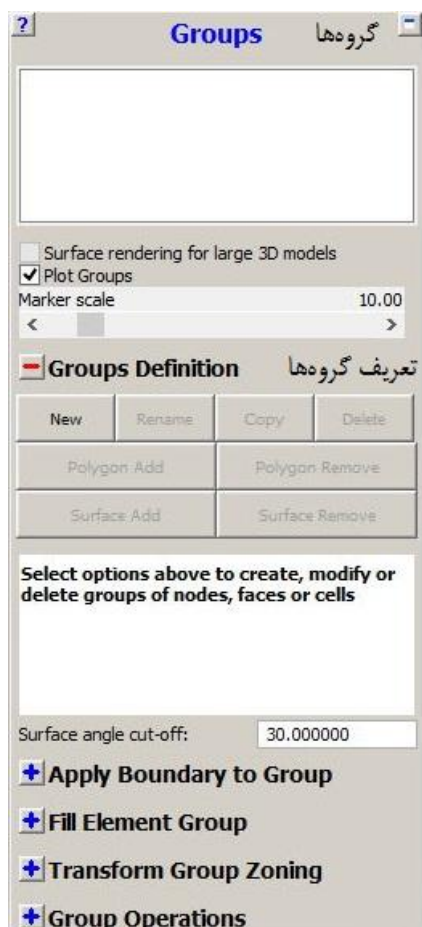 ?
Groups گروه‌ها
Surface rendering for large 3D models
Plot Groups
Marker scale 10.00
Groups Definition تعریف گروه‌ها
New Rename Copy Delete
Polygon Add Polygon Remove
Surface Add Surface Remove
Select options above to create, modify or
delete groups of nodes, faces or cells
Surface angle cut-off: 30.000000
Apply Boundary to Group
Fill Element Group
Transform Group Zoning
Group Operations